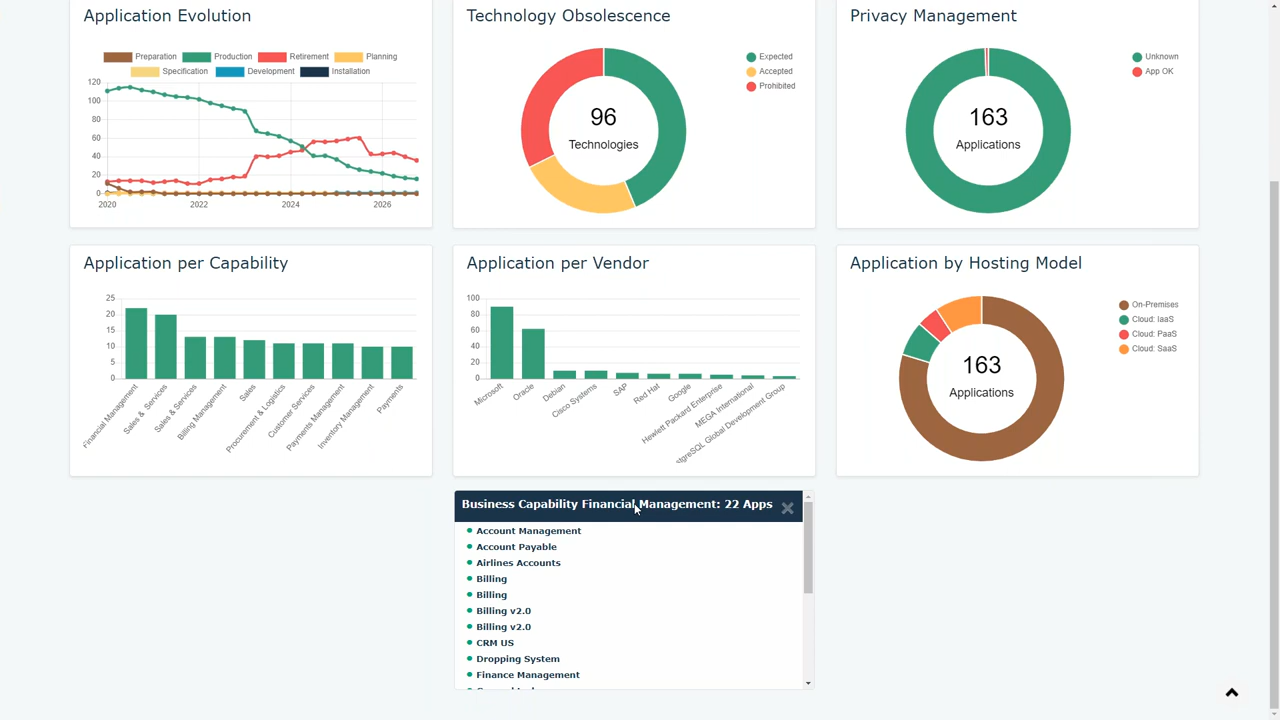 Application Evolution
Preparation Production Retirement Planning
Specification Development Installation
120
100
80
60
40
20
0
2020 2022 2024 2026
Technology Obsolescence
Expected
Accepted
Prohibited
96
Technologies
Privacy Management
Unknown
App OK
163
Applications
Application per Capability
25
20
15
10
5
0
Financial Management
Sales & Services
Sales & Services
Billing Management
Sales
Procurement & Logistics
Customer Services
Payments Management
Inventory Management
Payments
Application per Vendor
100
80
60
40
20
0
Microsoft
Oracle
Debian
Cisco Systems
SAP
Red Hat
Google
Hewlett Packard Enterprise
MEGA International
stgreSQL Global Development Group
Application by Hosting Model
On-Premises
Cloud: IaaS
Cloud: PaaS
Cloud: SaaS
163
Applications
Business Capability Financial Management: 22 Apps
Account Management
Account Payable
Airlines Accounts
Billing
Billing
Billing v2.0
Billing v2.0
CRM US
Dropping System
Finance Management